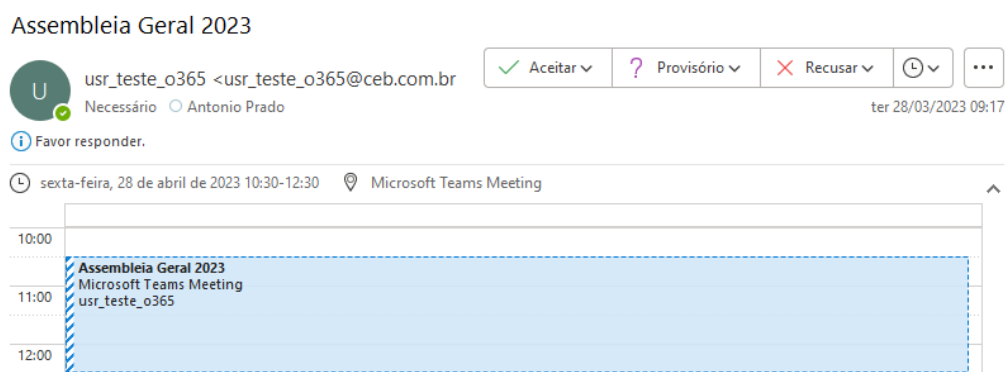 Assembleia Geral 2023
U
usr_teste_o365 <usr_teste_o365@ceb.com.br
Aceitar
? Provisório
Recusar
...
Necessário Antonio Prado
ter 28/03/2023 09:17
Favor responder.
sexta-feira, 28 de abril de 2023 10:30-12:30 Microsoft Teams Meeting
10:00
Assembleia Geral 2023
Microsoft Teams Meeting
11:00
usr_teste_o365
12:00